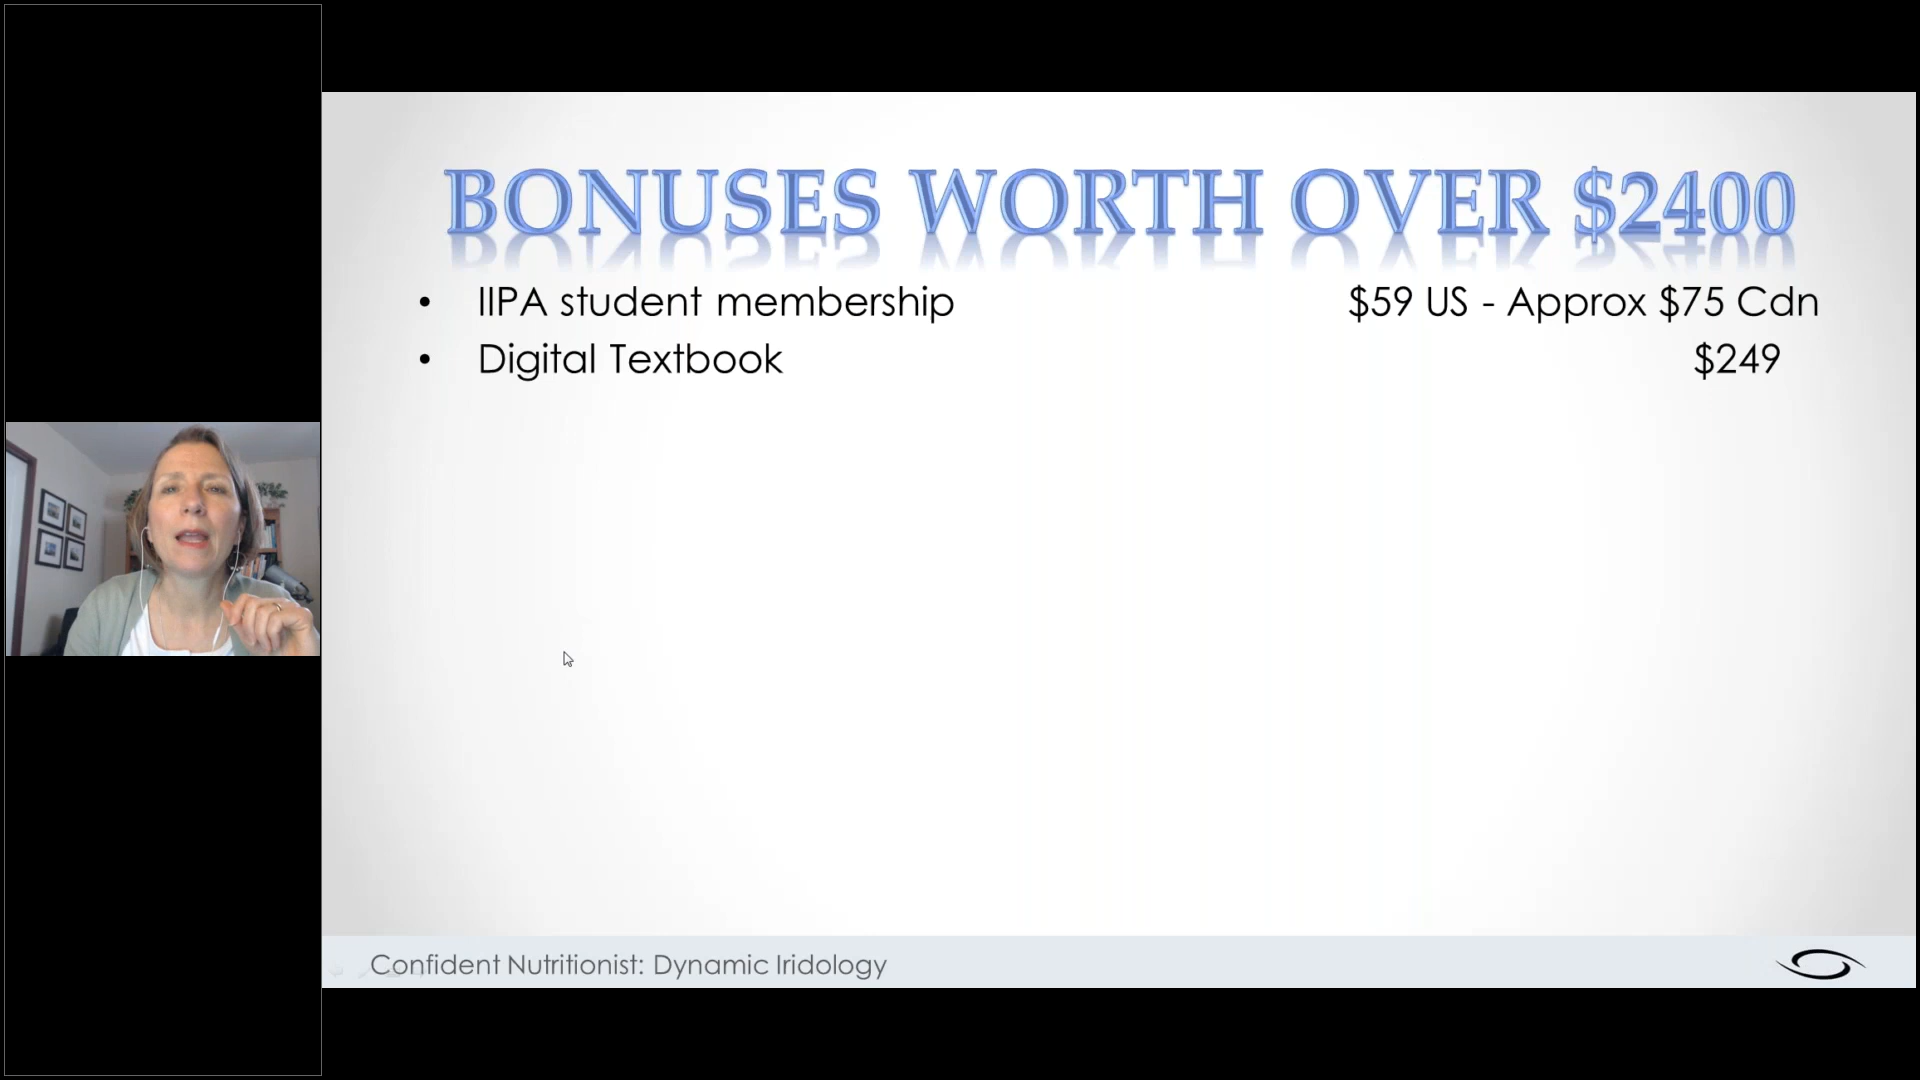 BONUSES WORTH OVER $2400
• IIPA student membership $59 US - Approx $75 Cdn
• Digital Textbook $249
Confident Nutritionist: Dynamic Iridology